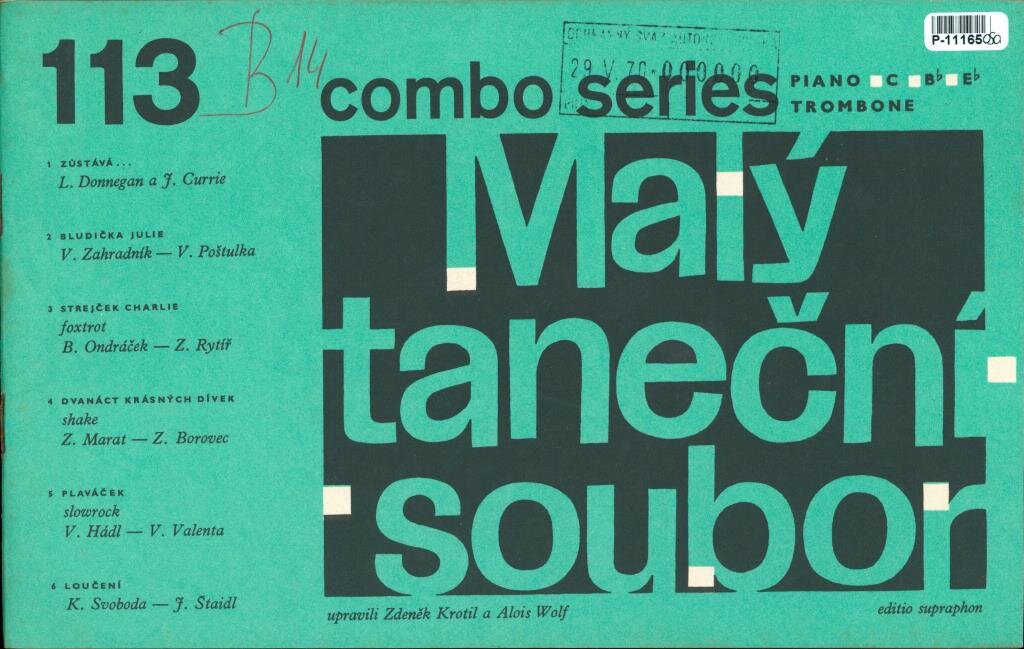 113
B 14
combo series
29 V. 70
PIANO C B♭ E♭
TROMBONE
P-11165
Malý
taneční
soubor
1 ZŮSTÁVÁ...
L. Donnegan a J. Currie
2 BLUDIČKA JULIE
V. Zahradník — V. Poštulka
3 STREJČEK CHARLIE
foxtrot
B. Ondráček — Z. Rytíř
4 DVANÁCT KRÁSNÝCH DÍVEK
shake
Z. Marat — Z. Borovec
5 PLAVÁČEK
slowrock
V. Hádl — V. Valenta
6 LOUČENÍ
K. Svoboda — J. Štaidl
upravili Zdeněk Krotil a Alois Wolf
editio supraphon